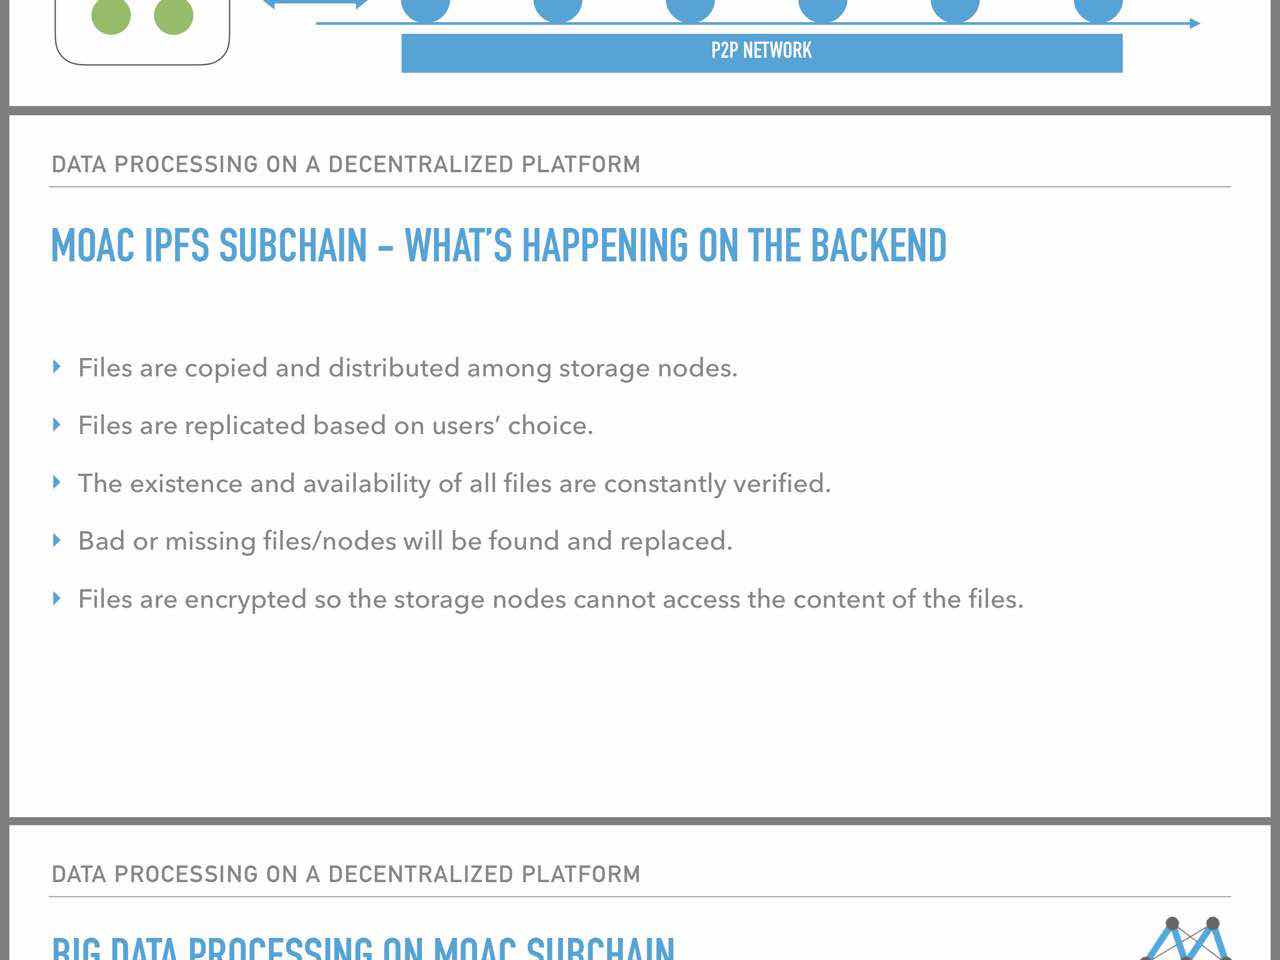 P2P NETWORK
DATA PROCESSING ON A DECENTRALIZED PLATFORM
MOAC IPFS SUBCHAIN – WHAT’S HAPPENING ON THE BACKEND
Files are copied and distributed among storage nodes.
Files are replicated based on users’ choice.
The existence and availability of all files are constantly verified.
Bad or missing files/nodes will be found and replaced.
Files are encrypted so the storage nodes cannot access the content of the files.
DATA PROCESSING ON A DECENTRALIZED PLATFORM
BIG DATA PROCESSING ON MOAC SUBCHAIN